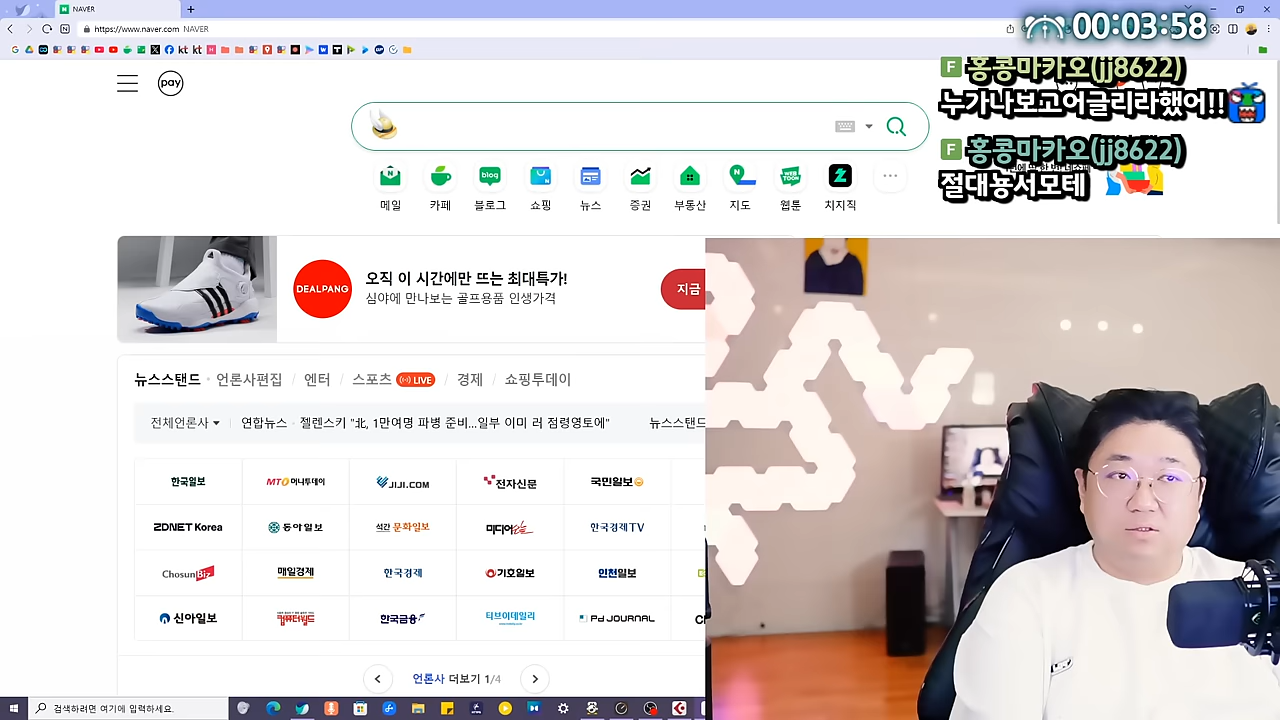 NAVER
00:03:58
https://www.naver.com NAVER
F 홍콩마카오(jj8622)
누가나보고어글리라했어!!
F 홍콩마카오(jj8622)
절대농서모테
pay
메일
카페
블로그
쇼핑
뉴스
증권
부동산
지도
웹툰
치지직
DEALPANG
오직 이 시간에만 뜨는 최대특가!
심야에 만나보는 골프용품 인생가격
지금
뉴스스탠드 · 언론사편집 / 엔터 / 스포츠 LIVE / 경제 / 쇼핑투데이
전체언론사
연합뉴스 젤렌스키 "北, 1만여명 파병 준비...일부 이미 러 점령영토에"
뉴스스탠드
한국일보
MTO 머니투데이
JIJI.COM
전자신문
국민일보
ZDNET Korea
동아일보
석간 문화일보
미디어오늘
한국경제TV
ChosunBiz
매일경제
한국경제
기호일보
인천일보
신아일보
컴퓨터월드
한국금융
티브이데일리
Pd JOURNAL
언론사 더보기 1/4
검색하려면 여기에 입력하세요.